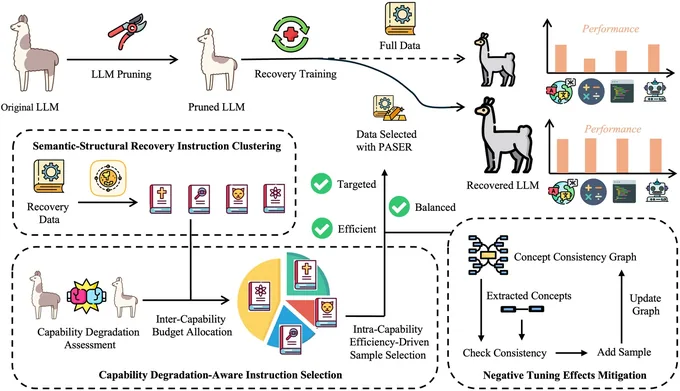 Full Data
Performance
LLM Pruning
Recovery Training
Original LLM
Pruned LLM
Data Selected
with PASER
Performance
Recovered LLM
Semantic-Structural Recovery Instruction Clustering
Recovery
Data
Targeted
Balanced
Efficient
Capability Degradation
Assessment
Inter-Capability
Budget Allocation
Intra-Capability
Efficiency-Driven
Sample Selection
Capability Degradation-Aware Instruction Selection
Concept Consistency Graph
Extracted Concepts
Update
Graph
Check Consistency
Add Sample
Negative Tuning Effects Mitigation